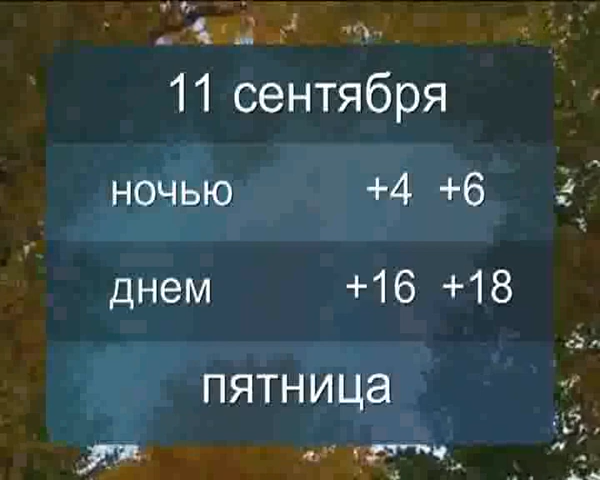 11 сентября
ночью +4 +6
днем +16 +18
пятница